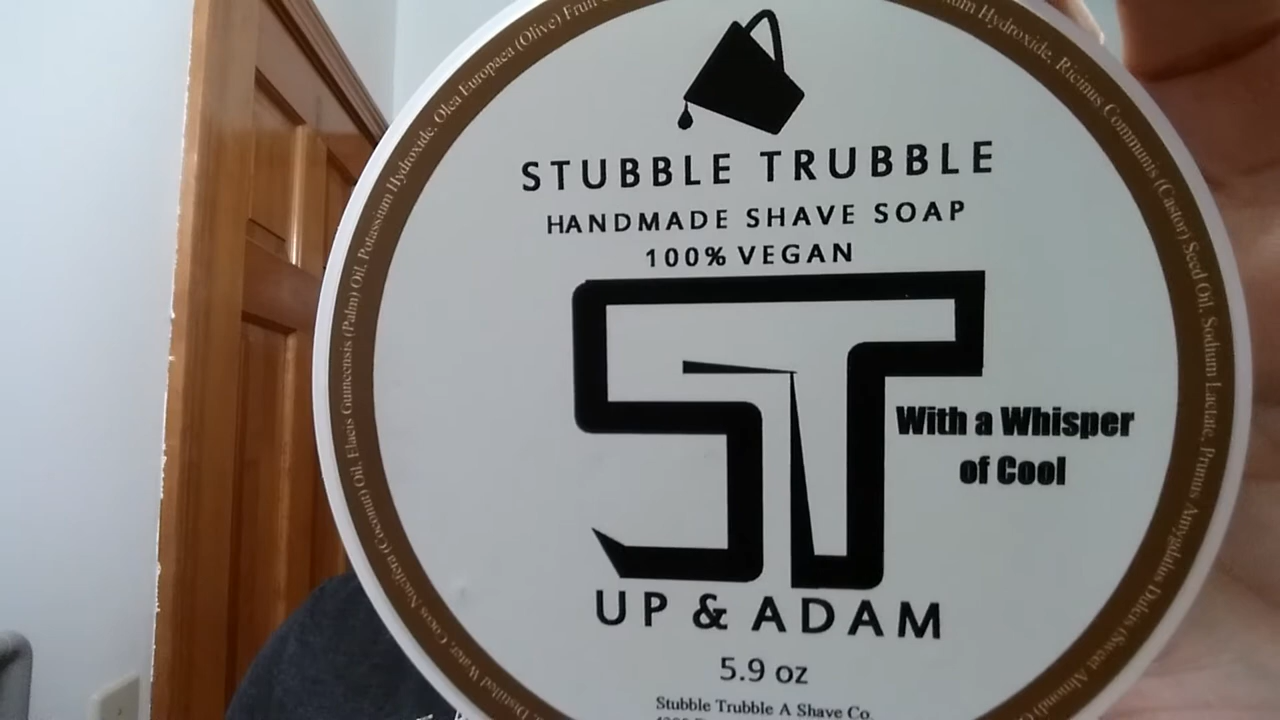 STUBBLE TRUBBLE
HANDMADE SHAVE SOAP
100% VEGAN
ST
With a Whisper
of Cool
UP & ADAM
5.9 oz
Stubble Trubble A Shave Co.
Distilled Water, Cocos Nucifera (Coconut) Oil, Elaeis Guineensis (Palm) Oil, Potassium Hydroxide, Olea Europaea (Olive) Fruit
Hydroxide, Ricinus Communis (Castor) Seed Oil, Sodium Lactate, Prunus Amygdalus Dulcis (Sweet Almond)